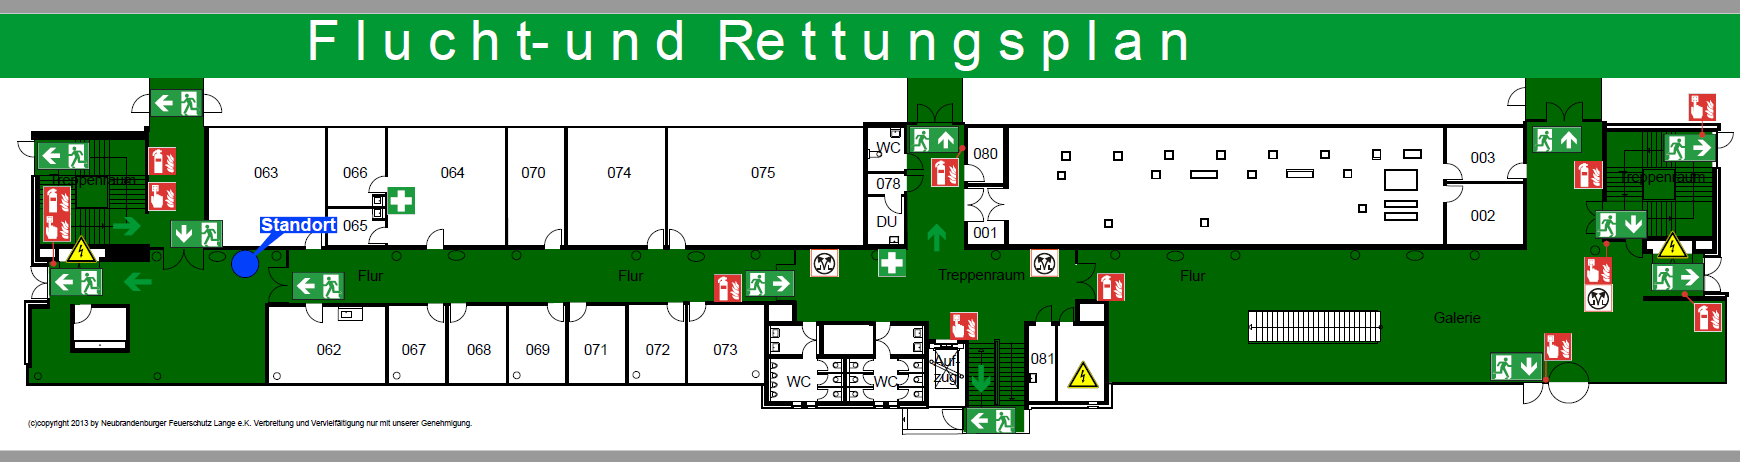 Flucht- und Rettungsplan
WC
080
003
063
066
064
070
074
075
Treppenraum
Treppenraum
078
002
Standort
065
DU
001
Flur
Flur
Treppenraum
Flur
Galerie
062
067
068
069
071
072
073
081
Auf-
zug
WC
WC
(c)copyright 2013 by Neubrandenburger Feuerschutz Lange e.K. Verbreitung und Vervielfältigung nur mit unserer Genehmigung.